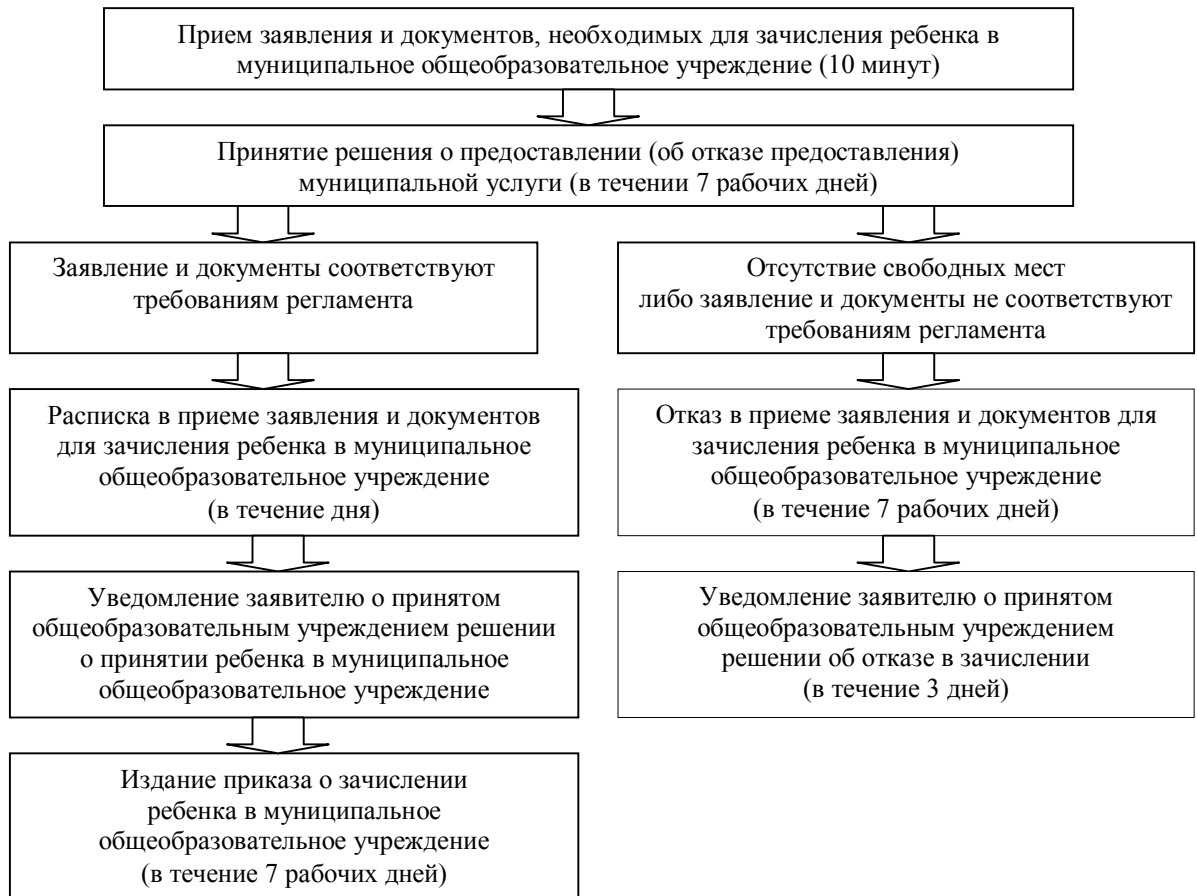 Прием заявления и документов, необходимых для зачисления ребенка в
муниципальное общеобразовательное учреждение (10 минут)
Принятие решения о предоставлении (об отказе предоставления)
муниципальной услуги (в течении 7 рабочих дней)
Заявление и документы соответствуют
требованиям регламента
Отсутствие свободных мест
либо заявление и документы не соответствуют
требованиям регламента
Расписка в приеме заявления и документов
для зачисления ребенка в муниципальное
общеобразовательное учреждение
(в течение дня)
Отказ в приеме заявления и документов для
зачисления ребенка в муниципальное
общеобразовательное учреждение
(в течение 7 рабочих дней)
Уведомление заявителю о принятом
общеобразовательным учреждением решении
о принятии ребенка в муниципальное
общеобразовательное учреждение
Уведомление заявителю о принятом
общеобразовательным учреждением
решении об отказе в зачислении
(в течение 3 дней)
Издание приказа о зачислении
ребенка в муниципальное
общеобразовательное учреждение
(в течение 7 рабочих дней)